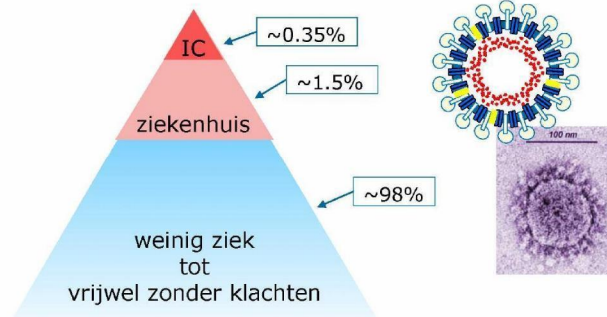 IC
~0.35%
~1.5%
ziekenhuis
~98%
weinig ziek
tot
vrijwel zonder klachten
100 nm